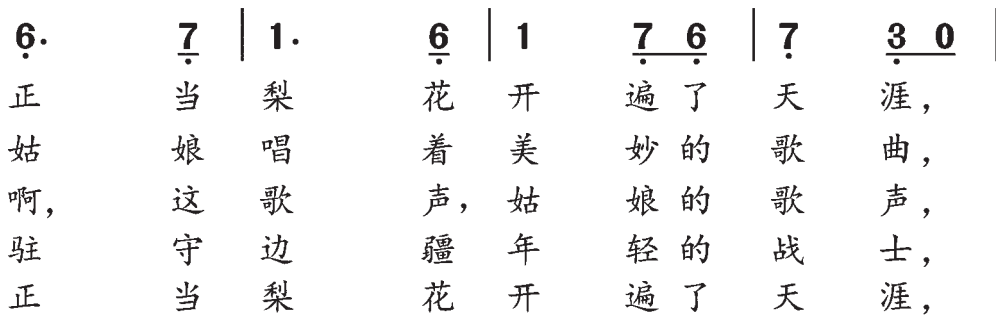 6· 7 | 1· 6 | 1 7 6 | 7 3 0
正 当 梨 花 开 遍 了 天 涯,
姑 娘 唱 着 美 妙 的 歌 曲,
啊, 这 歌 声, 姑 娘 的 歌 声,
驻 守 边 疆 年 轻 的 战 士,
正 当 梨 花 开 遍 了 天 涯,